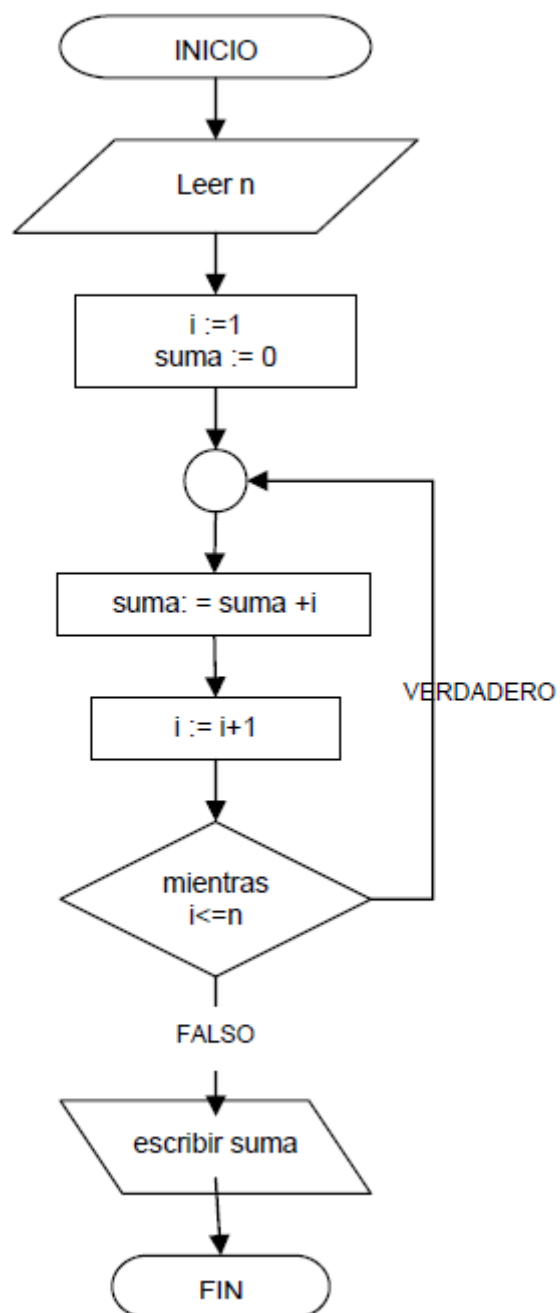 INICIO
Leer n
i :=1
suma := 0
suma: = suma +i
VERDADERO
i := i+1
mientras
i<=n
FALSO
escribir suma
FIN